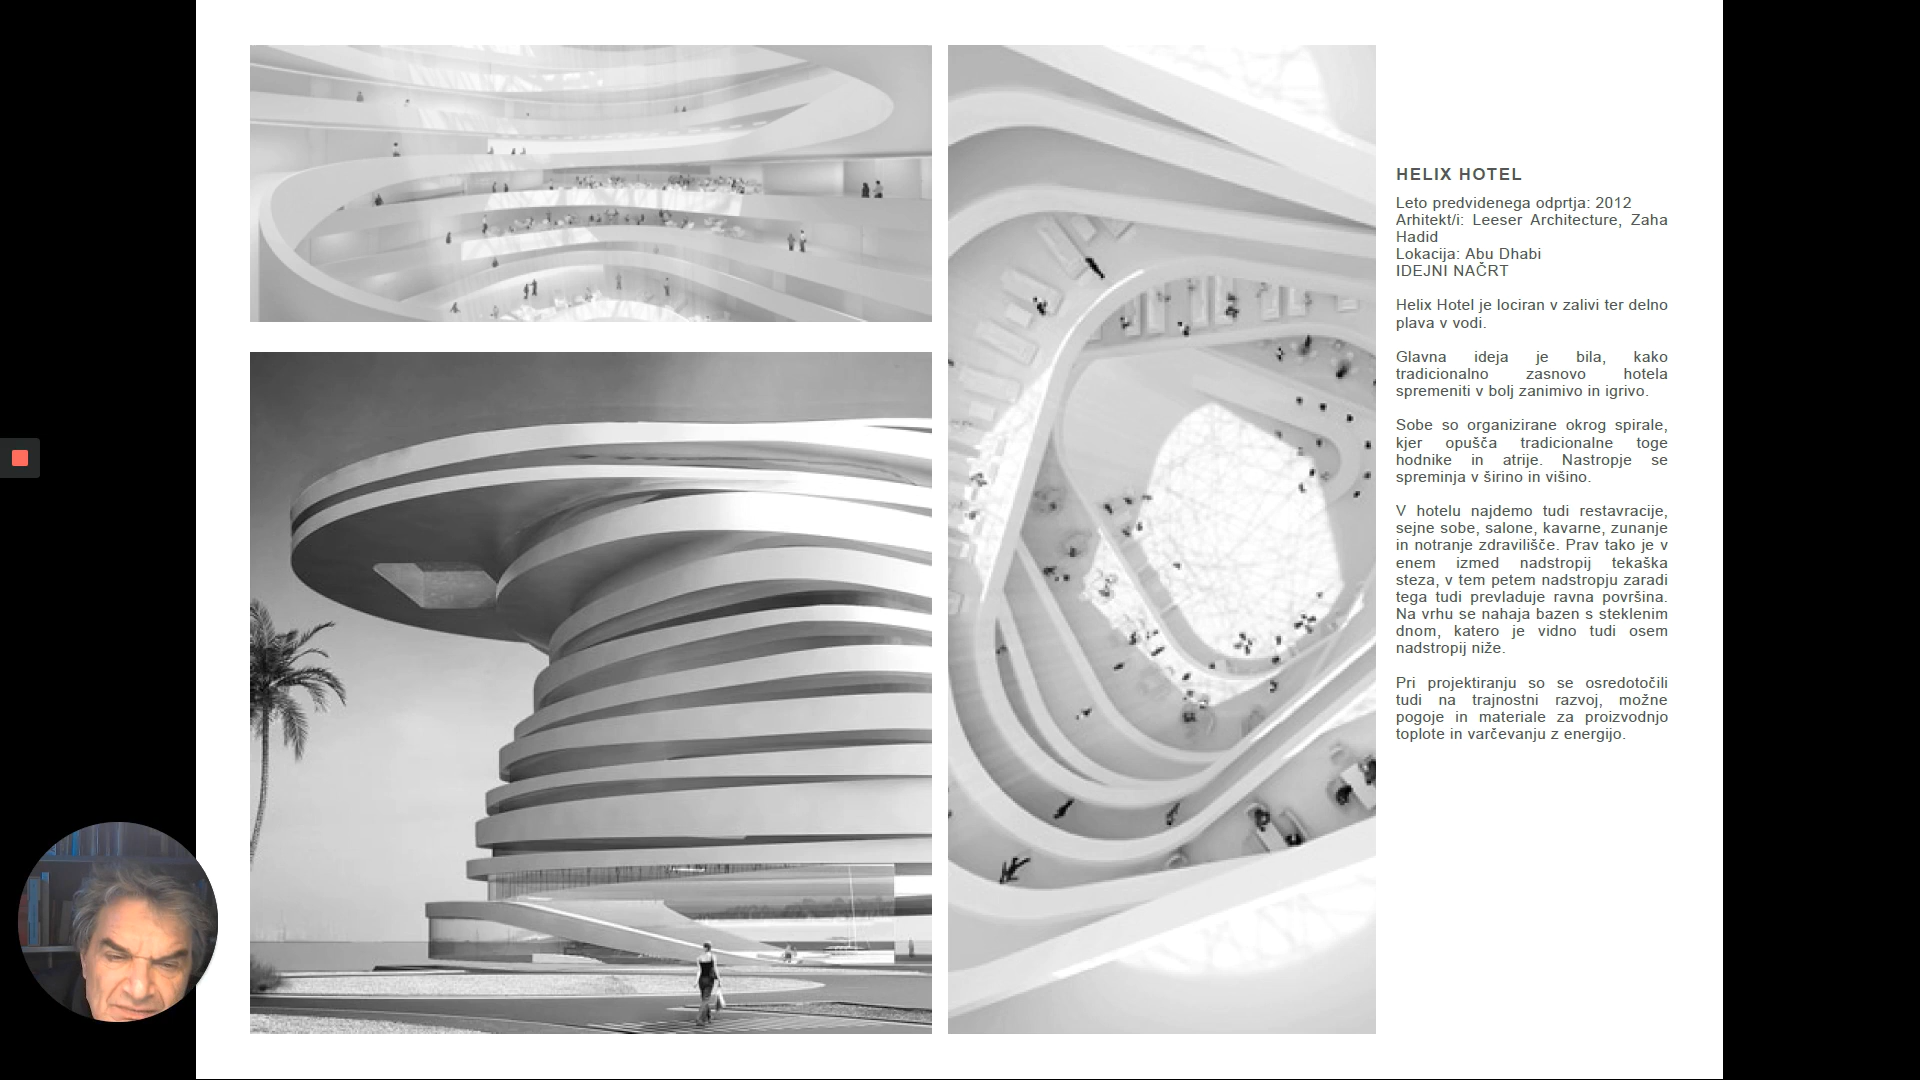 HELIX HOTEL
Leto predvidenega odprtja: 2012
Arhitekt/i: Leeser Architecture, Zaha
Hadid
Lokacija: Abu Dhabi
IDEJNI NAČRT
Helix Hotel je lociran v zalivi ter delno
plava v vodi.
Glavna ideja je bila, kako
tradicionalno zasnovo hotela
spremeniti v bolj zanimivo in igrivo.
Sobe so organizirane okrog spirale,
kjer opušča tradicionalne toge
hodnike in atrije. Nastropje se
spreminja v širino in višino.
V hotelu najdemo tudi restavracije,
sejne sobe, salone, kavarne, zunanje
in notranje zdravilišče. Prav tako je v
enem izmed nadstropij tekaška
steza, v tem petem nadstropju zaradi
tega tudi prevladuje ravna površina.
Na vrhu se nahaja bazen s steklenim
dnom, katero je vidno tudi osem
nadstropij niže.
Pri projektiranju so se osredotočili
tudi na trajnostni razvoj, možne
pogoje in materiale za proizvodnjo
toplote in varčevanju z energijo.